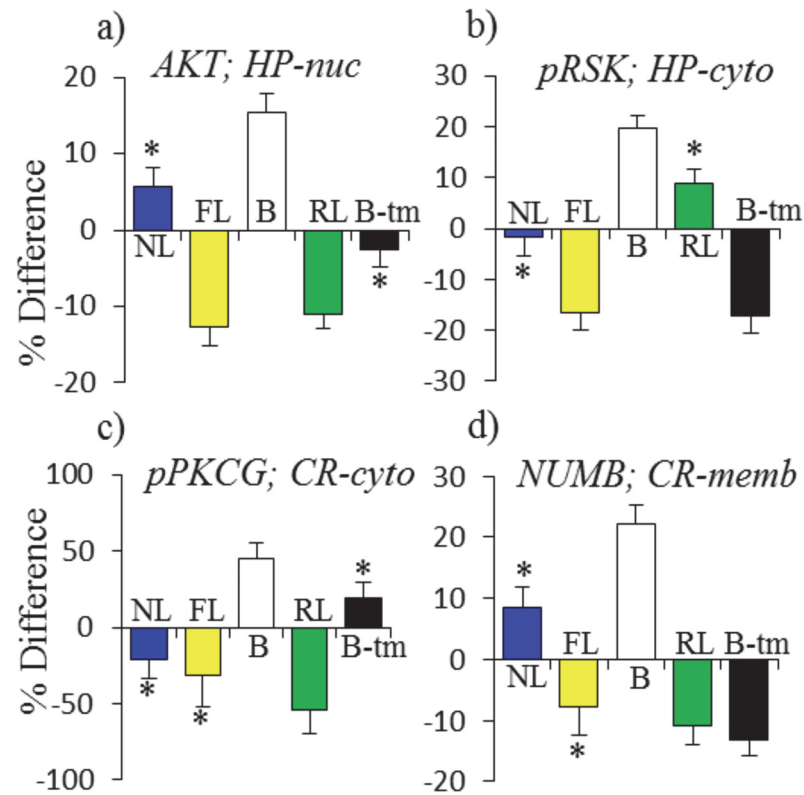 a)
AKT; HP-nuc
% Difference
20
10
0
-10
-20
*
NL
FL
B
RL
B-tm
*
b)
pRSK; HP-cyto
30
20
10
0
-10
-20
-30
NL
*
FL
B
*
RL
B-tm
c)
pPKCG; CR-cyto
% Difference
100
50
0
-50
-100
NL
*
FL
*
B
RL
*
B-tm
d)
NUMB; CR-memb
30
20
10
0
-10
-20
*
NL
FL
*
B
RL
B-tm